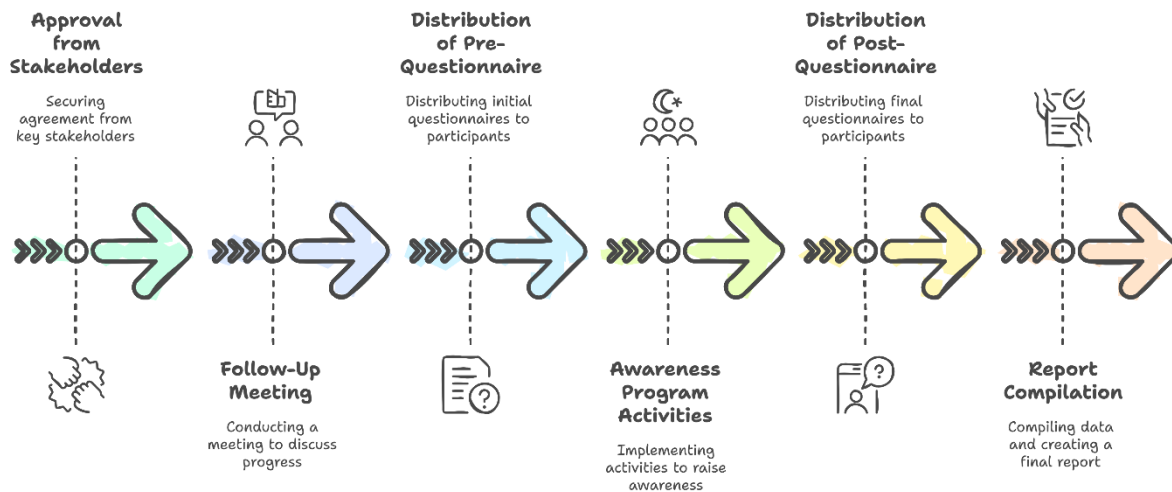 Approval
from
Stakeholders
Securing
agreement from
key stakeholders
Follow-Up
Meeting
Conducting a
meeting to discuss
progress
Distribution
of Pre-
Questionnaire
Distributing initial
questionnaires to
participants
Awareness
Program
Activities
Implementing
activities to raise
awareness
Distribution
of Post-
Questionnaire
Distributing final
questionnaires to
participants
Report
Compilation
Compiling data
and creating a
final report